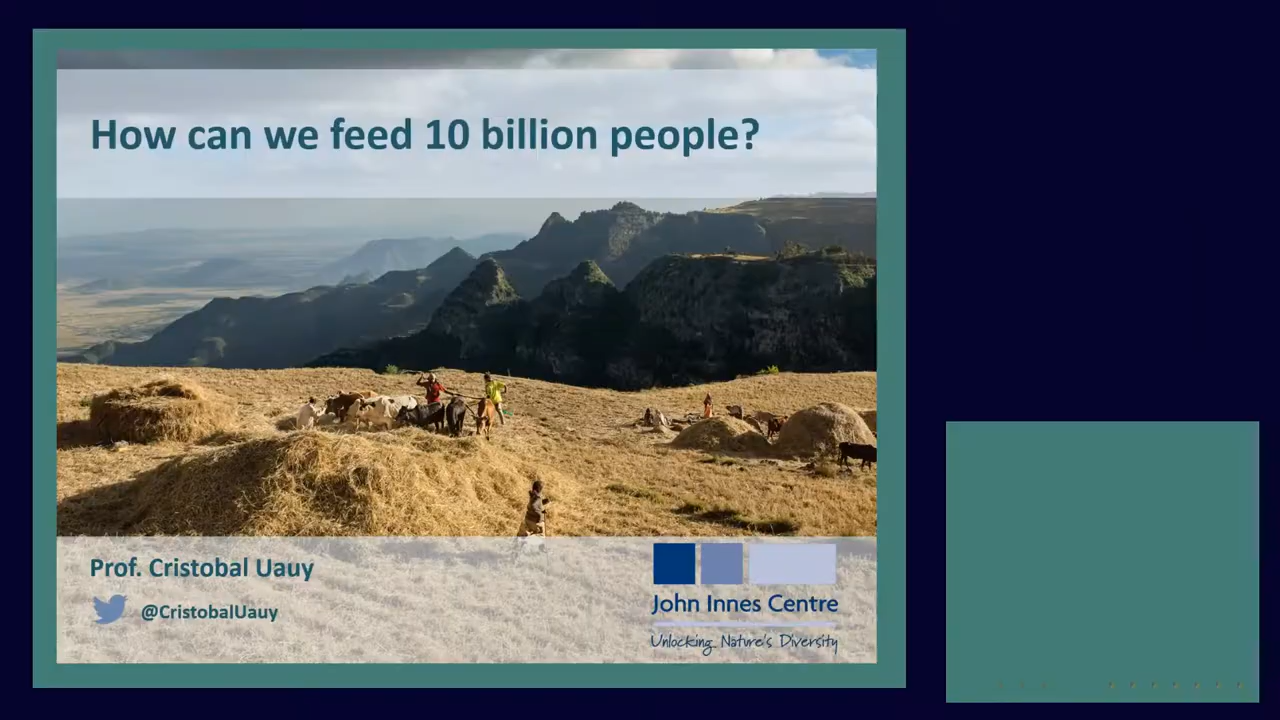 How can we feed 10 billion people?
Prof. Cristobal Uauy
@CristobalUauy
John Innes Centre
Unlocking Nature's Diversity